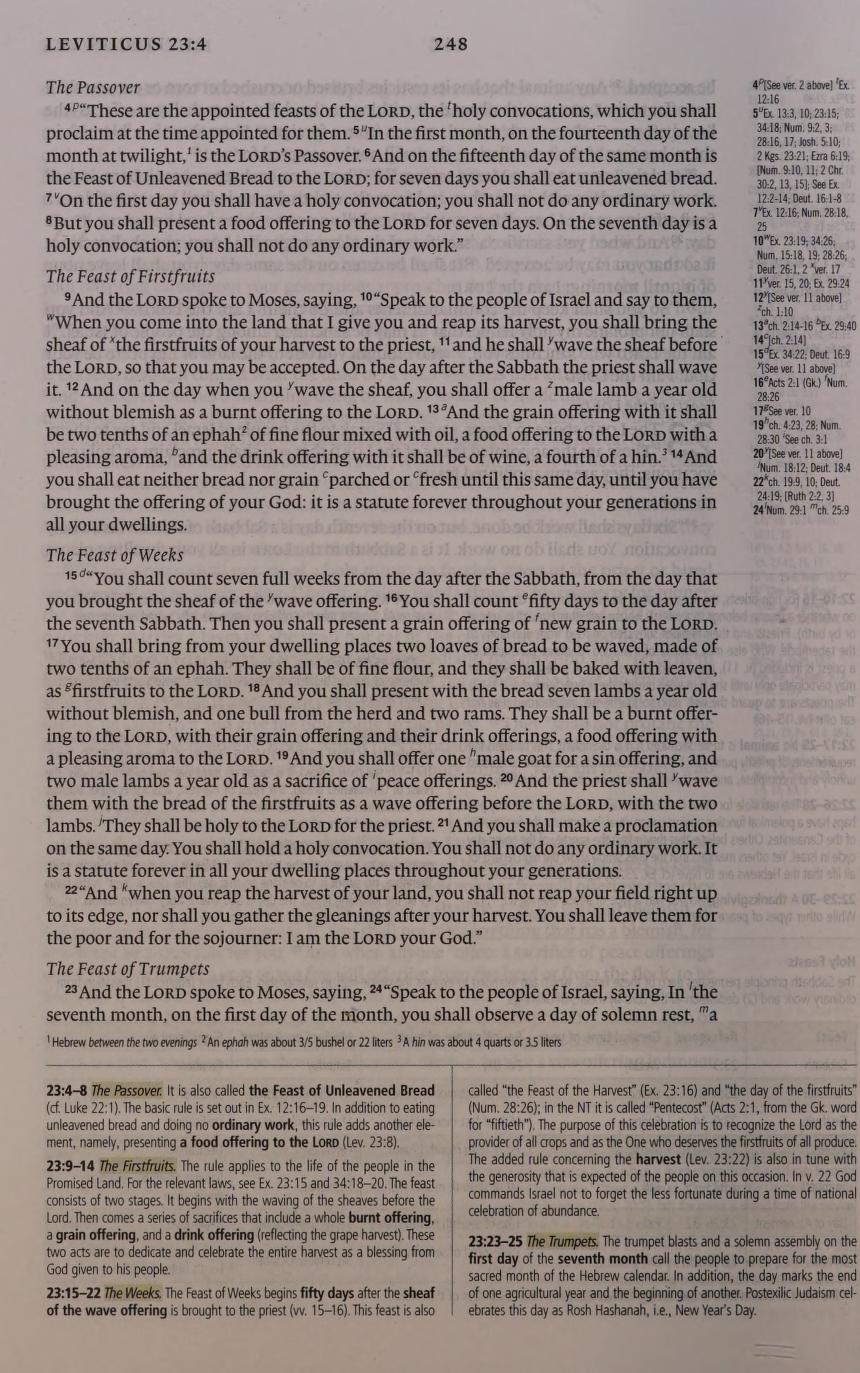 LEVITICUS 23:4
248
The Passover
4 p“These are the appointed feasts of the LORD, the t holy convocations, which you shall
proclaim at the time appointed for them. 5 u In the first month, on the fourteenth day of the
month at twilight,1 is the LORD’s Passover. 6 And on the fifteenth day of the same month is
the Feast of Unleavened Bread to the LORD; for seven days you shall eat unleavened bread.
7 v On the first day you shall have a holy convocation; you shall not do any ordinary work.
8 But you shall present a food offering to the LORD for seven days. On the seventh day is a
holy convocation; you shall not do any ordinary work.”
The Feast of Firstfruits
9 And the LORD spoke to Moses, saying, 10 “Speak to the people of Israel and say to them,
w When you come into the land that I give you and reap its harvest, you shall bring the
sheaf of x the firstfruits of your harvest to the priest, 11 and he shall y wave the sheaf before
the LORD, so that you may be accepted. On the day after the Sabbath the priest shall wave
it. 12 And on the day when you y wave the sheaf, you shall offer a z male lamb a year old
without blemish as a burnt offering to the LORD. 13 a And the grain offering with it shall
be two tenths of an ephah2 of fine flour mixed with oil, a food offering to the LORD with a
pleasing aroma, b and the drink offering with it shall be of wine, a fourth of a hin.3 14 And
you shall eat neither bread nor grain c parched or c fresh until this same day, until you have
brought the offering of your God: it is a statute forever throughout your generations in
all your dwellings.
The Feast of Weeks
15 d “You shall count seven full weeks from the day after the Sabbath, from the day that
you brought the sheaf of the y wave offering. 16 You shall count e fifty days to the day after
the seventh Sabbath. Then you shall present a grain offering of f new grain to the LORD.
17 You shall bring from your dwelling places two loaves of bread to be waved, made of
two tenths of an ephah. They shall be of fine flour, and they shall be baked with leaven,
as g firstfruits to the LORD. 18 And you shall present with the bread seven lambs a year old
without blemish, and one bull from the herd and two rams. They shall be a burnt offer-
ing to the LORD, with their grain offering and their drink offerings, a food offering with
a pleasing aroma to the LORD. 19 And you shall offer one h male goat for a sin offering, and
two male lambs a year old as a sacrifice of i peace offerings. 20 And the priest shall y wave
them with the bread of the firstfruits as a wave offering before the LORD, with the two
lambs. j They shall be holy to the LORD for the priest. 21 And you shall make a proclamation
on the same day. You shall hold a holy convocation. You shall not do any ordinary work. It
is a statute forever in all your dwelling places throughout your generations.
22 “And k when you reap the harvest of your land, you shall not reap your field right up
to its edge, nor shall you gather the gleanings after your harvest. You shall leave them for
the poor and for the sojourner: I am the LORD your God.”
The Feast of Trumpets
23 And the LORD spoke to Moses, saying, 24 “Speak to the people of Israel, saying, In l the
seventh month, on the first day of the month, you shall observe a day of solemn rest, m a
1 Hebrew between the two evenings 2 An ephah was about 3/5 bushel or 22 liters 3 A hin was about 4 quarts or 3.5 liters
4 p [See ver. 2 above] t Ex.
12:16
5 u Ex. 13:3, 10; 23:15;
34:18; Num. 9:2, 3;
28:16, 17; Josh. 5:10;
2 Kgs. 23:21; Ezra 6:19;
[Num. 9:10, 11; 2 Chr.
30:2, 13, 15]; See Ex.
12:2-14; Deut. 16:1-8
7 v Ex. 12:16; Num. 28:18,
25
10 w Ex. 23:19; 34:26;
Num. 15:18, 19; 28:26;
Deut. 26:1, 2 x ver. 17
11 y ver. 15, 20; Ex. 29:24
12 y [See ver. 11 above]
z ch. 1:10
13 a ch. 2:14-16 b Ex. 29:40
14 c [ch. 2:14]
15 d Ex. 34:22; Deut. 16:9
y [See ver. 11 above]
16 e Acts 2:1 (Gk.) f Num.
28:26
17 g See ver. 10
19 h ch. 4:23, 28; Num.
28:30 i See ch. 3:1
20 y [See ver. 11 above]
j Num. 18:12; Deut. 18:4
22 k ch. 19:9, 10; Deut.
24:19; [Ruth 2:2, 3]
24 l Num. 29:1 m ch. 25:9
23:4–8 The Passover. It is also called the Feast of Unleavened Bread
(cf. Luke 22:1). The basic rule is set out in Ex. 12:16–19. In addition to eating
unleavened bread and doing no ordinary work, this rule adds another ele-
ment, namely, presenting a food offering to the LORD (Lev. 23:8).
23:9–14 The Firstfruits. The rule applies to the life of the people in the
Promised Land. For the relevant laws, see Ex. 23:15 and 34:18–20. The feast
consists of two stages. It begins with the waving of the sheaves before the
Lord. Then comes a series of sacrifices that include a whole burnt offering,
a grain offering, and a drink offering (reflecting the grape harvest). These
two acts are to dedicate and celebrate the entire harvest as a blessing from
God given to his people.
23:15–22 The Weeks. The Feast of Weeks begins fifty days after the sheaf
of the wave offering is brought to the priest (vv. 15–16). This feast is also
called “the Feast of the Harvest” (Ex. 23:16) and “the day of the firstfruits”
(Num. 28:26); in the NT it is called “Pentecost” (Acts 2:1, from the Gk. word
for “fiftieth”). The purpose of this celebration is to recognize the Lord as the
provider of all crops and as the One who deserves the firstfruits of all produce.
The added rule concerning the harvest (Lev. 23:22) is also in tune with
the generosity that is expected of the people on this occasion. In v. 22 God
commands Israel not to forget the less fortunate during a time of national
celebration of abundance.
23:23–25 The Trumpets. The trumpet blasts and a solemn assembly on the
first day of the seventh month call the people to prepare for the most
sacred month of the Hebrew calendar. In addition, the day marks the end
of one agricultural year and the beginning of another. Postexilic Judaism cel-
ebrates this day as Rosh Hashanah, i.e., New Year’s Day.